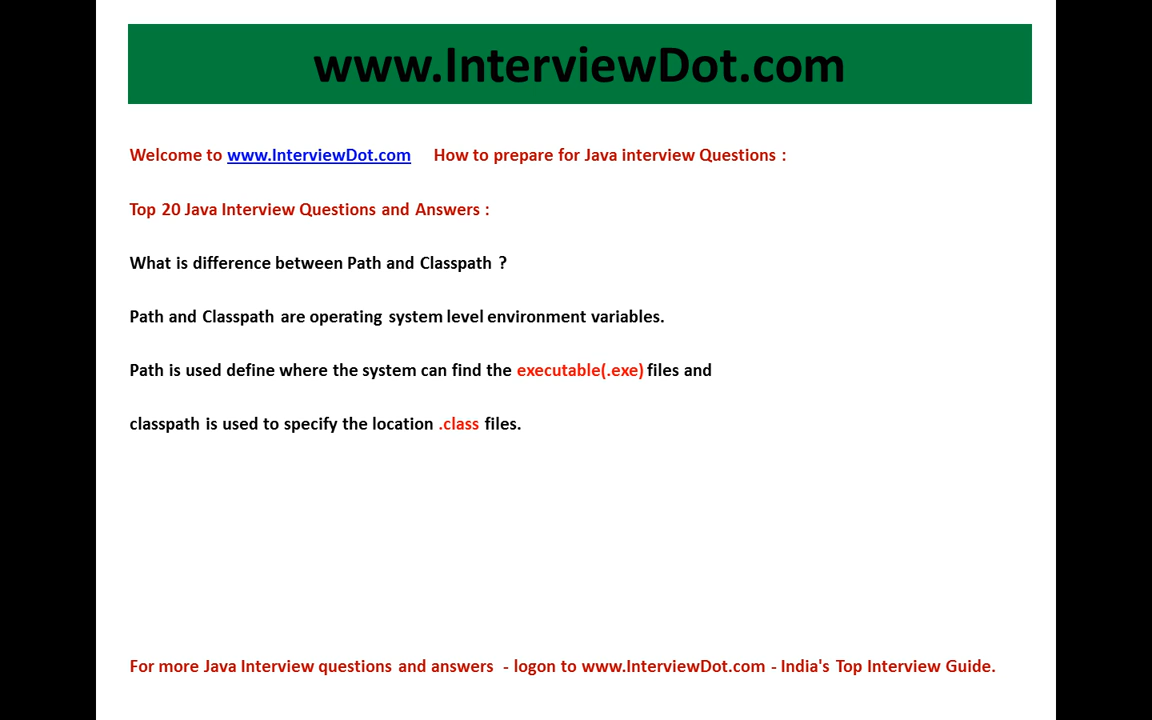 www.InterviewDot.com
Welcome to www.InterviewDot.com How to prepare for Java interview Questions :
Top 20 Java Interview Questions and Answers :
What is difference between Path and Classpath ?
Path and Classpath are operating system level environment variables.
Path is used define where the system can find the executable(.exe) files and
classpath is used to specify the location .class files.
For more Java Interview questions and answers - logon to www.InterviewDot.com - India's Top Interview Guide.